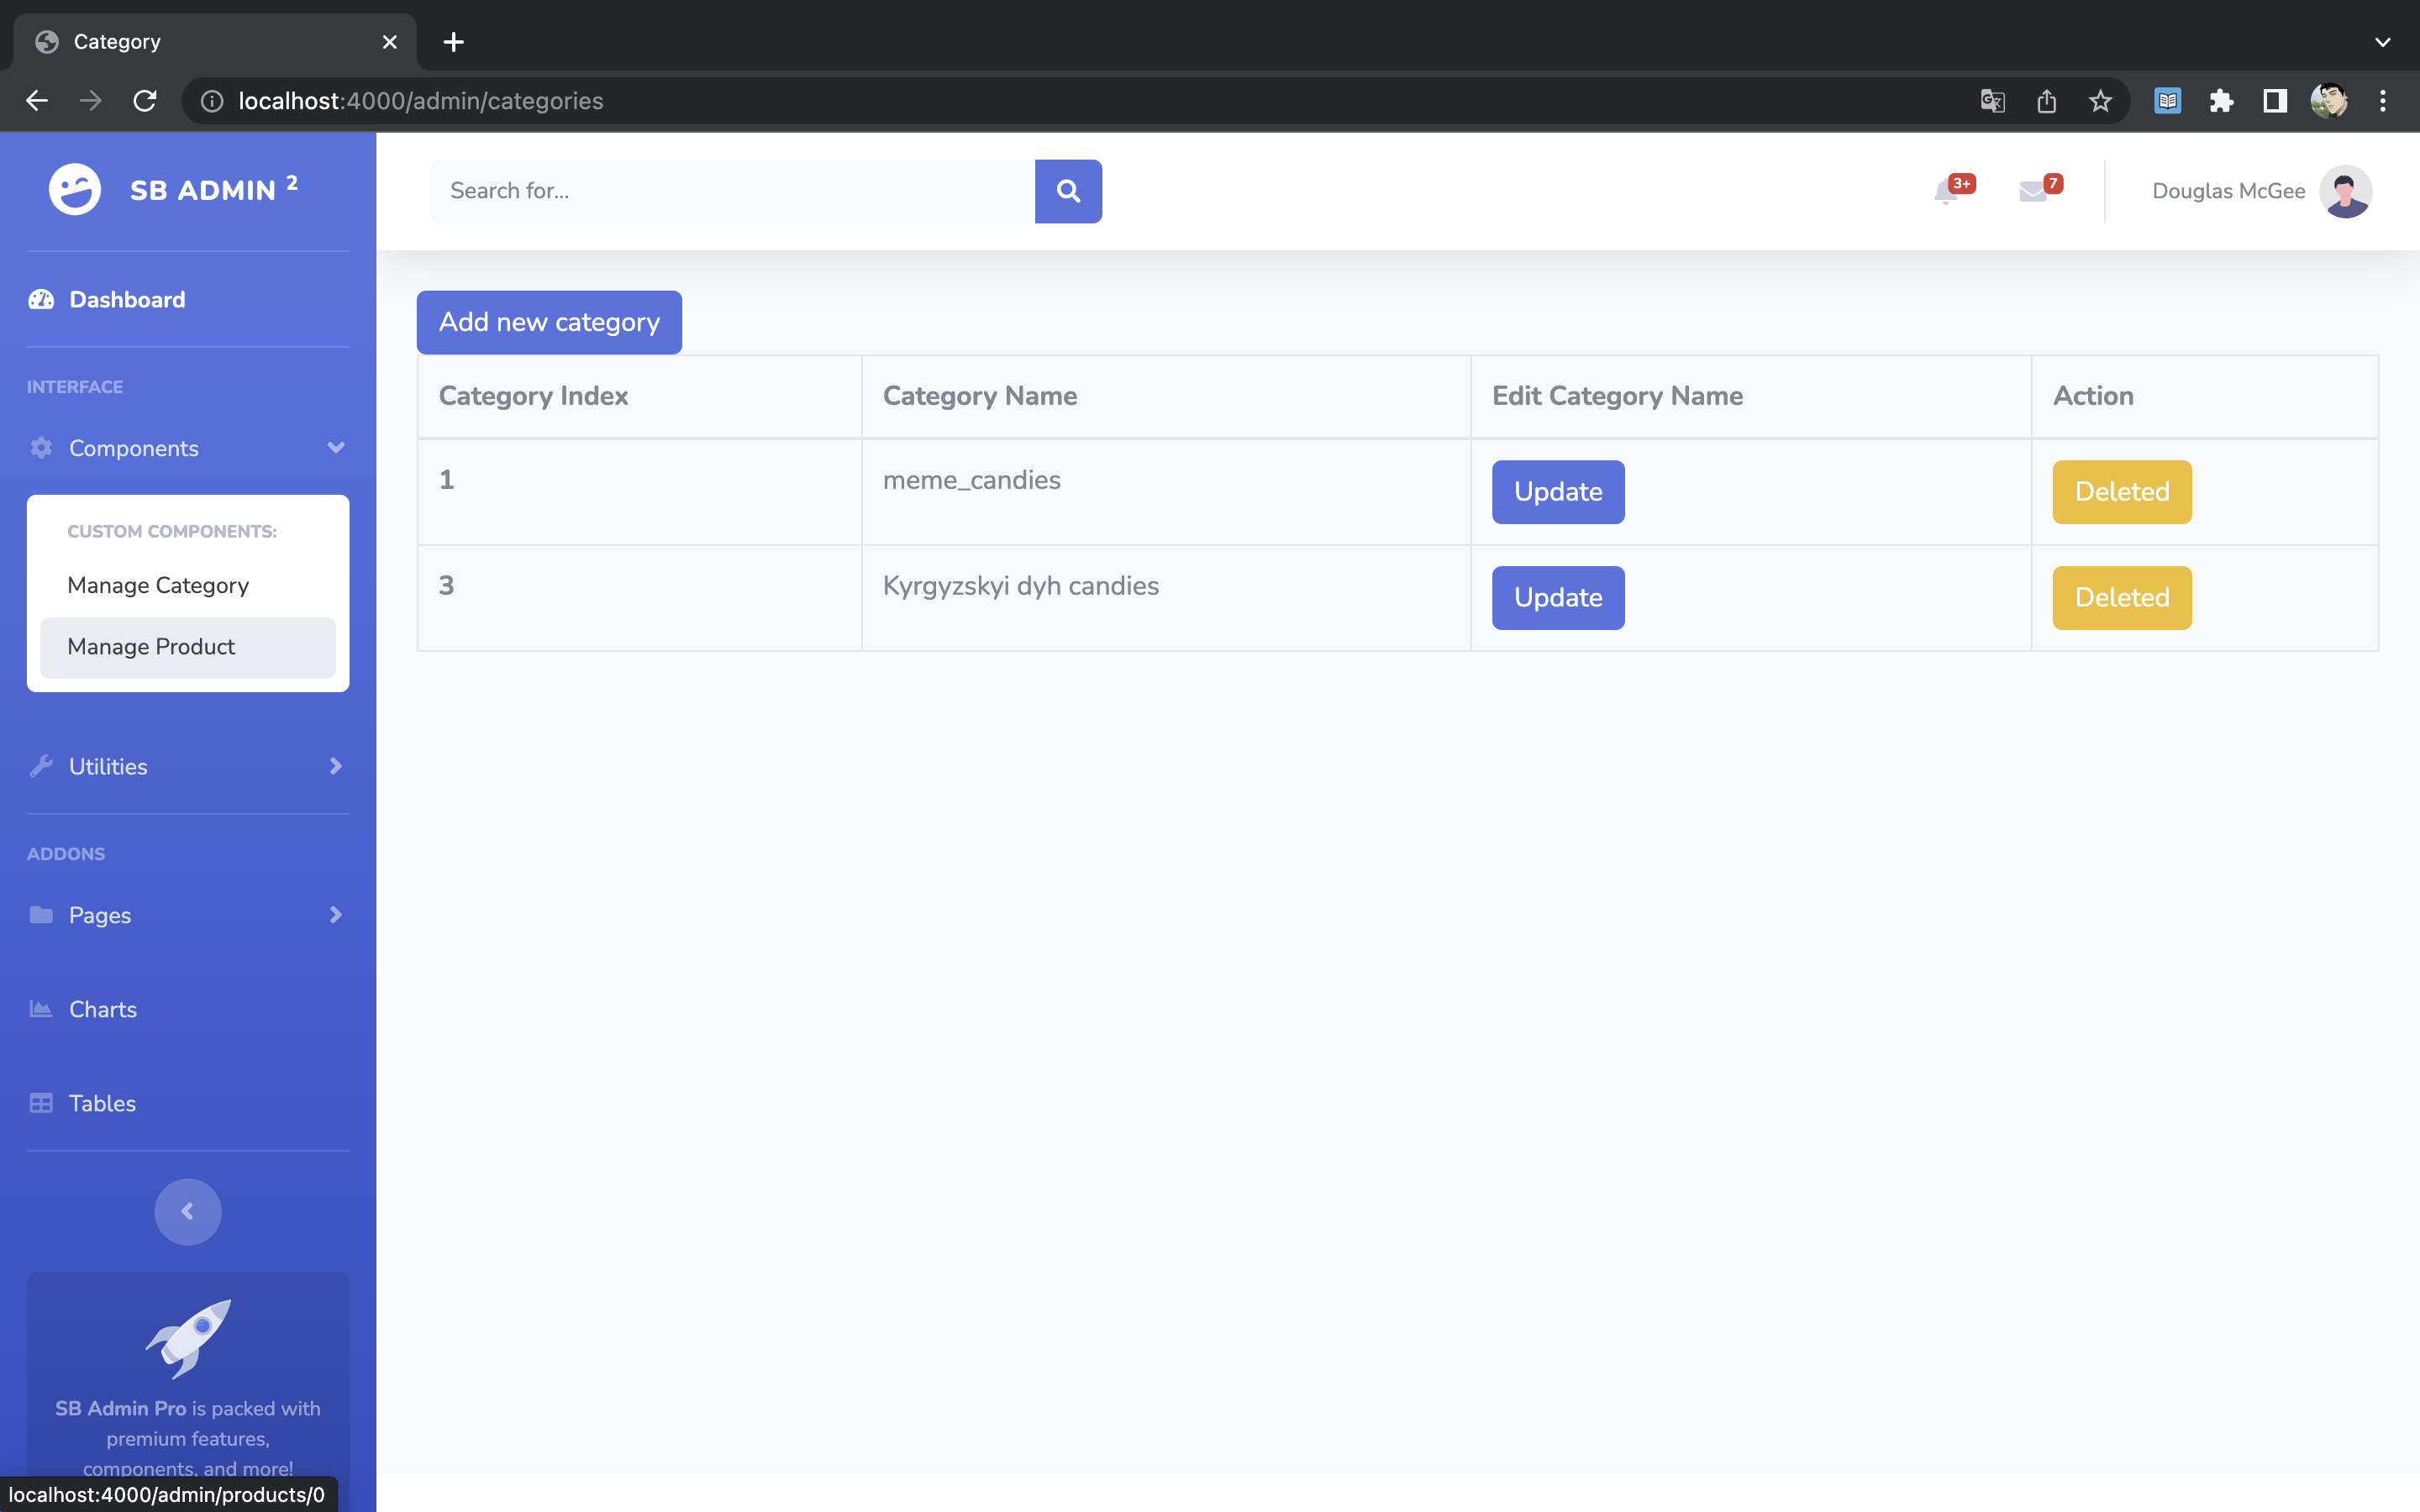 Category
localhost:4000/admin/categories
SB ADMIN 2
Search for...
3+
7
Douglas McGee
Dashboard
INTERFACE
Components
CUSTOM COMPONENTS:
Manage Category
Manage Product
Utilities
ADDONS
Pages
Charts
Tables
SB Admin Pro is packed with
premium features,
components, and more!
localhost:4000/admin/products/0
Add new category
Category Index Category Name Edit Category Name Action
1 meme_candies Update Deleted
3 Kyrgyzskyi dyh candies Update Deleted